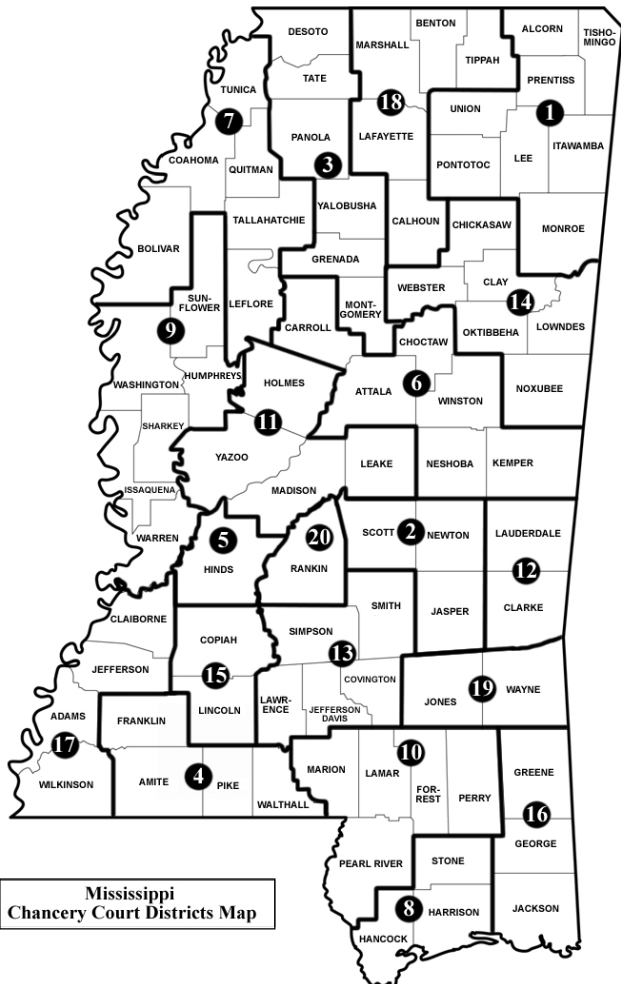 DESOTO
BENTON
ALCORN
TISHO-
MINGO
MARSHALL
TIPPAH
TATE
PRENTISS
TUNICA
18
UNION
1
7
PANOLA
LAFAYETTE
ITAWAMBA
COAHOMA
3
LEE
QUITMAN
PONTOTOC
YALOBUSHA
TALLAHATCHIE
CALHOUN
CHICKASAW
MONROE
BOLIVAR
GRENADA
CLAY
WEBSTER
SUN-
FLOWER
LEFLORE
MONT-
GOMERY
14
CARROLL
LOWNDES
9
OKTIBBEHA
CHOCTAW
HUMPHREYS
HOLMES
6
WASHINGTON
ATTALA
NOXUBEE
WINSTON
11
SHARKEY
YAZOO
LEAKE
NESHOBA
KEMPER
ISSAQUENA
MADISON
WARREN
5
20
SCOTT
2
NEWTON
LAUDERDALE
HINDS
RANKIN
12
SMITH
CLARKE
CLAIBORNE
JASPER
COPIAH
SIMPSON
13
JEFFERSON
15
COVINGTON
19
WAYNE
LAWR-
ENCE
JONES
LINCOLN
JEFFERSON
DAVIS
ADAMS
FRANKLIN
17
10
GREENE
MARION
LAMAR
4
WILKINSON
AMITE
PIKE
FOR-
REST
PERRY
WALTHALL
16
GEORGE
PEARL RIVER
STONE
Mississippi
Chancery Court Districts Map
8
HARRISON
JACKSON
HANCOCK